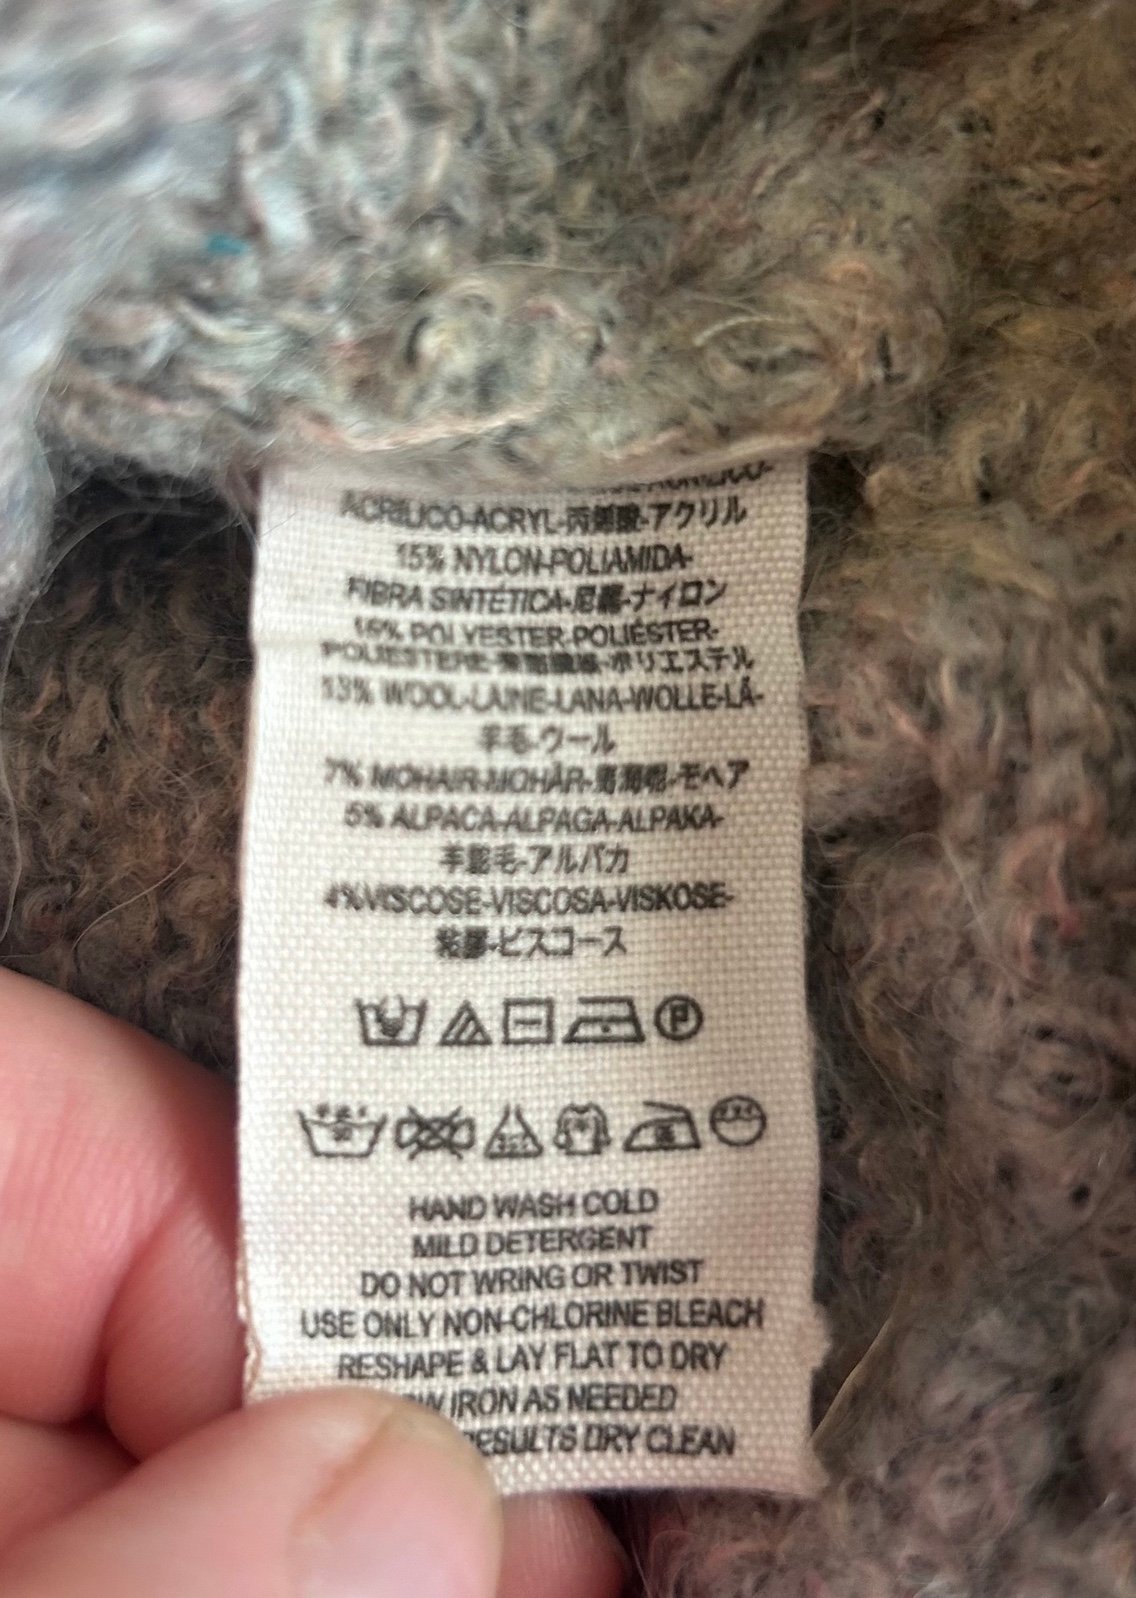 ACRÍLICO-ACRYL-丙烯酸-アクリル
15% NYLON-POLIAMIDA-
FIBRA SINTÉTICA-尼龍-ナイロン
POLYESTER-POLIÉSTER-
POLIESTERE-聚酯纖維-ポリエステル
13% WOOL-LAINE-LANA-WOLLE-LÃ-
羊毛-ウール
7% MOHAIR-MOHÄR-馬海毛-モヘア
5% ALPACA-ALPAGA-ALPAKA-
羊駝毛-アルパカ
4% VISCOSE-VISCOSA-VISKOSE-
粘膠-ビスコース
P
HAND WASH COLD
MILD DETERGENT
DO NOT WRING OR TWIST
USE ONLY NON-CHLORINE BLEACH
RESHAPE & LAY FLAT TO DRY
IRON AS NEEDED
RESULTS DRY CLEAN